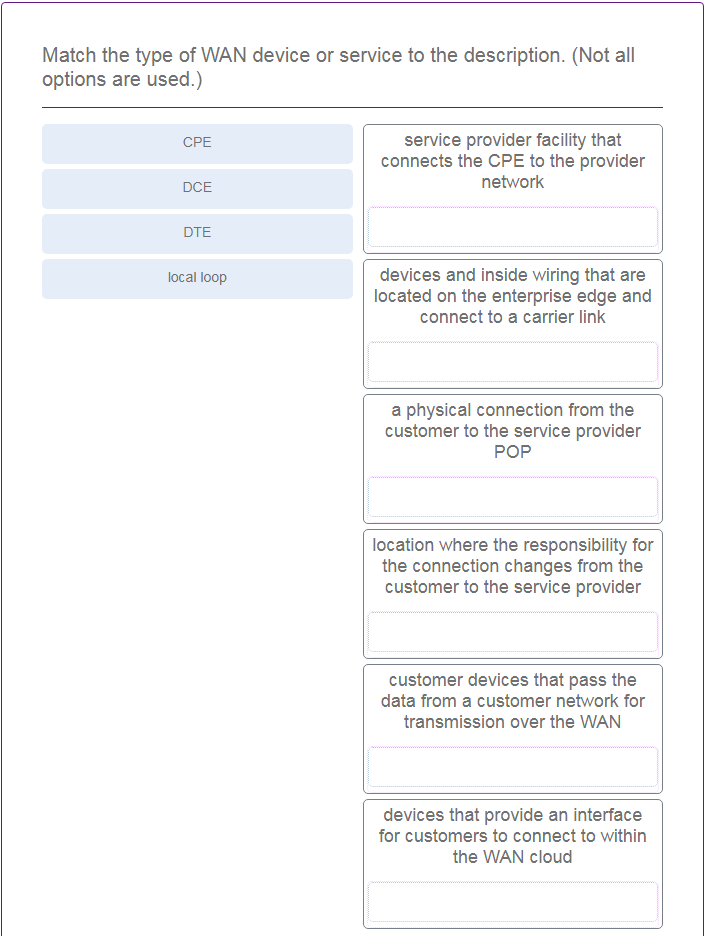 Match the type of WAN device or service to the description. (Not all
options are used.)
CPE
DCE
DTE
local loop
service provider facility that
connects the CPE to the provider
network
devices and inside wiring that are
located on the enterprise edge and
connect to a carrier link
a physical connection from the
customer to the service provider
POP
location where the responsibility for
the connection changes from the
customer to the service provider
customer devices that pass the
data from a customer network for
transmission over the WAN
devices that provide an interface
for customers to connect to within
the WAN cloud